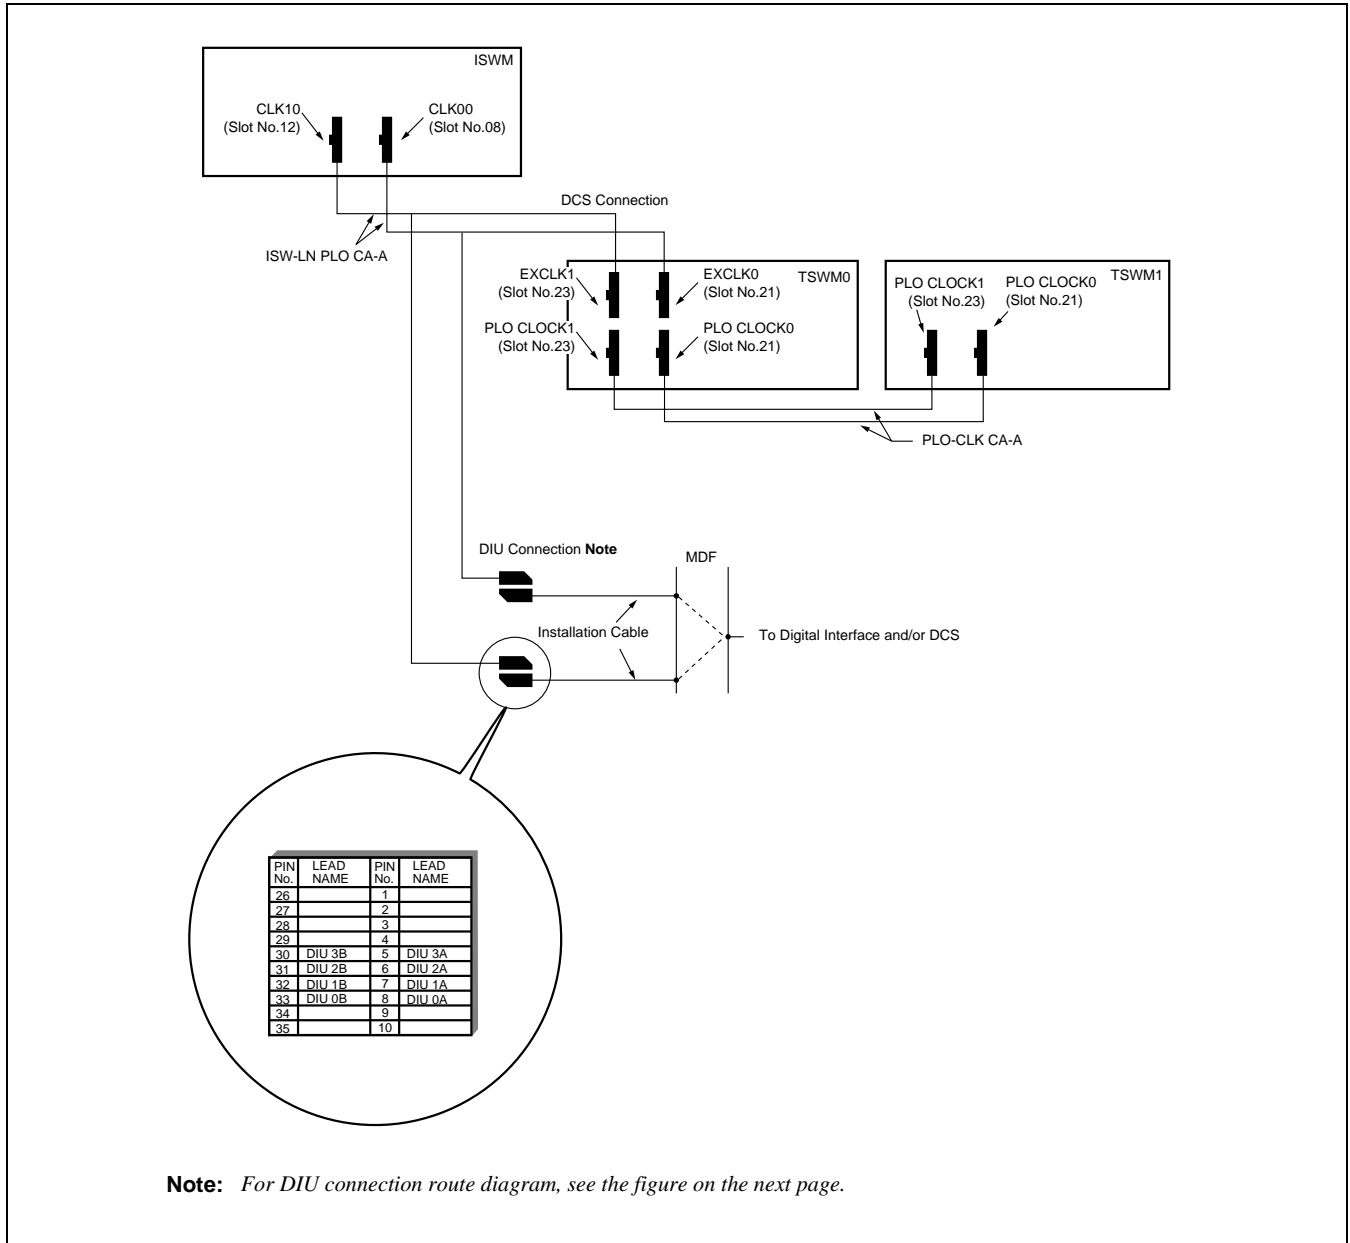 ISWM
CLK10
(Slot No.12)
CLK00
(Slot No.08)
DCS Connection
ISW-LN PLO CA-A
EXCLK1
(Slot No.23)
EXCLK0
(Slot No.21)
TSWM0
PLO CLOCK1
(Slot No.23)
PLO CLOCK0
(Slot No.21)
PLO CLOCK1
(Slot No.23)
PLO CLOCK0
(Slot No.21)
TSWM1
PLO-CLK CA-A
DIU Connection Note
MDF
Installation Cable
To Digital Interface and/or DCS
PIN No. LEAD NAME PIN No. LEAD NAME
26 1
27 2
28 3
29 4
30 DIU 3B 5 DIU 3A
31 DIU 2B 6 DIU 2A
32 DIU 1B 7 DIU 1A
33 DIU 0B 8 DIU 0A
34 9
35 10
Note: For DIU connection route diagram, see the figure on the next page.